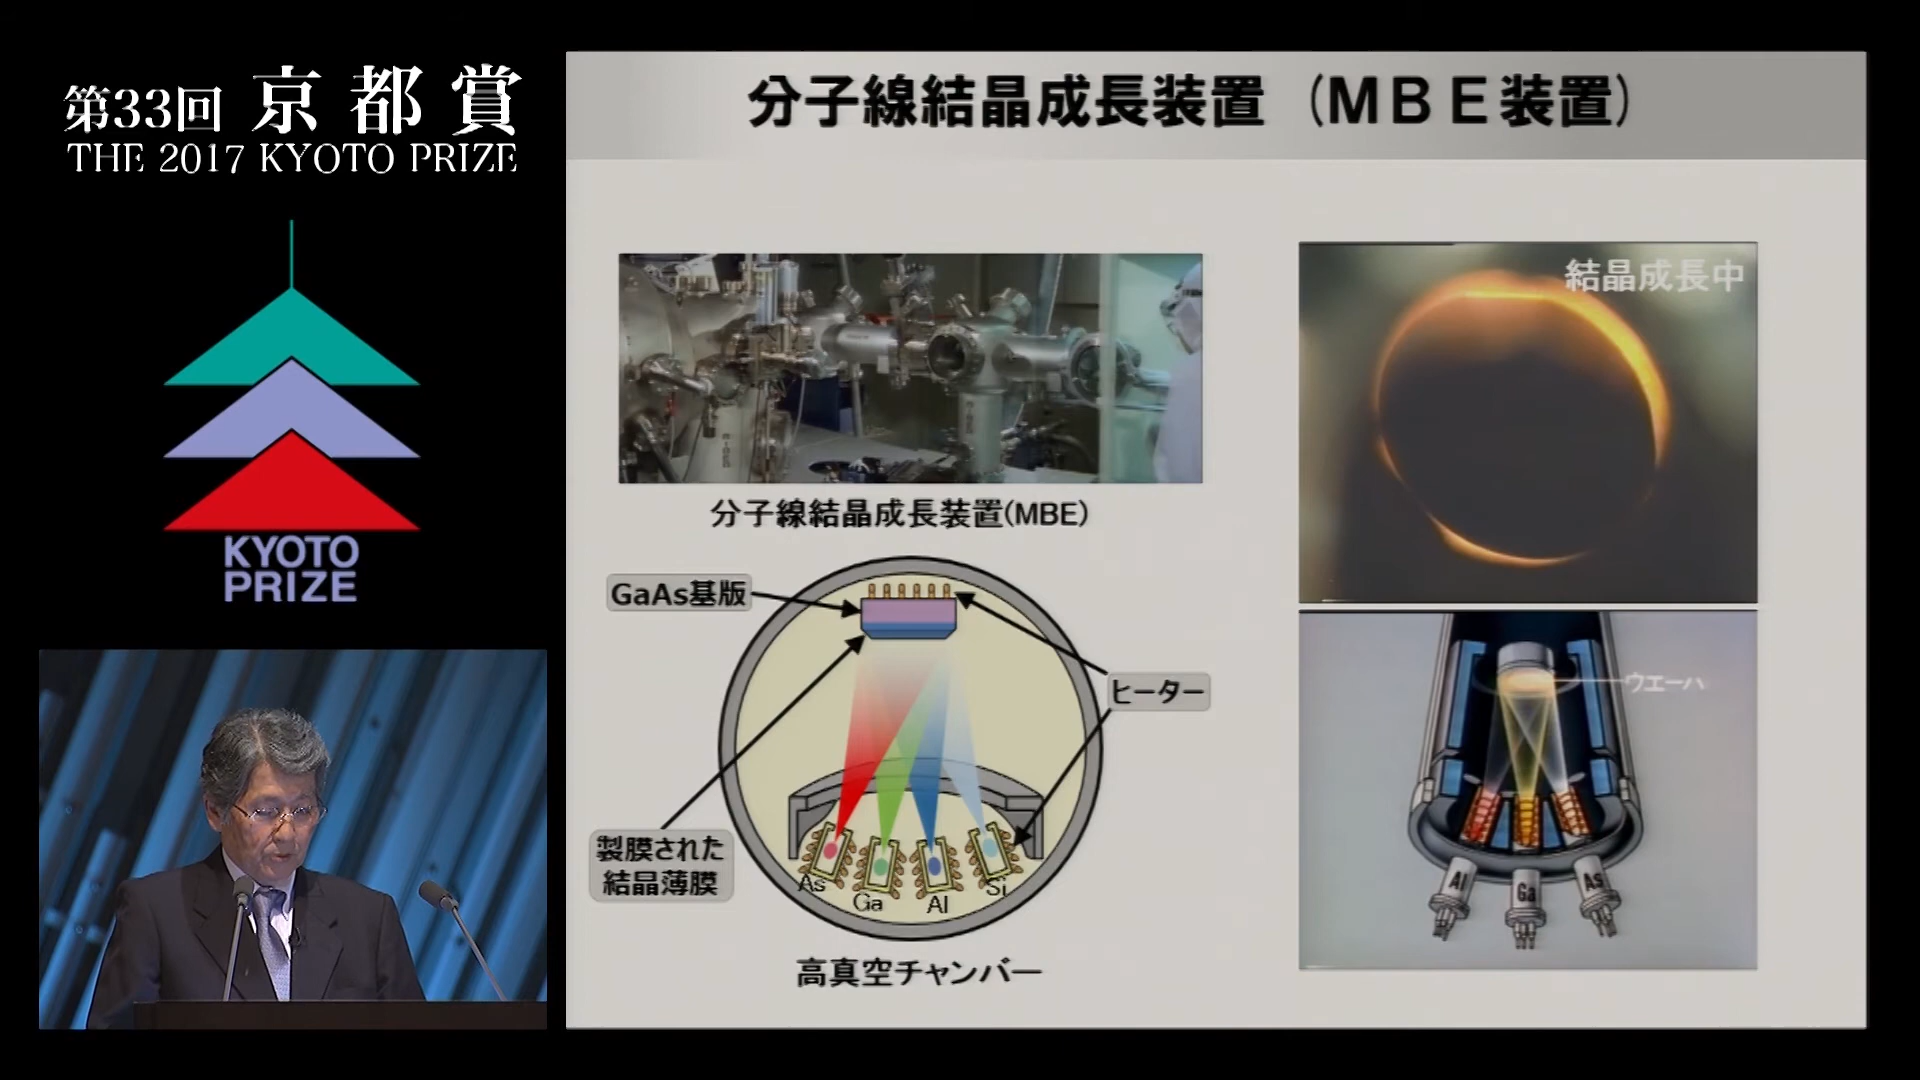 第33回 京都賞
THE 2017 KYOTO PRIZE
KYOTO
PRIZE
分子線結晶成長装置（MBE装置）
分子線結晶成長装置(MBE)
結晶成長中
GaAs基版
ヒーター
製膜された
結晶薄膜
As
Ga
Al
Si
高真空チャンバー
ウエーハ
Al
Ga
As